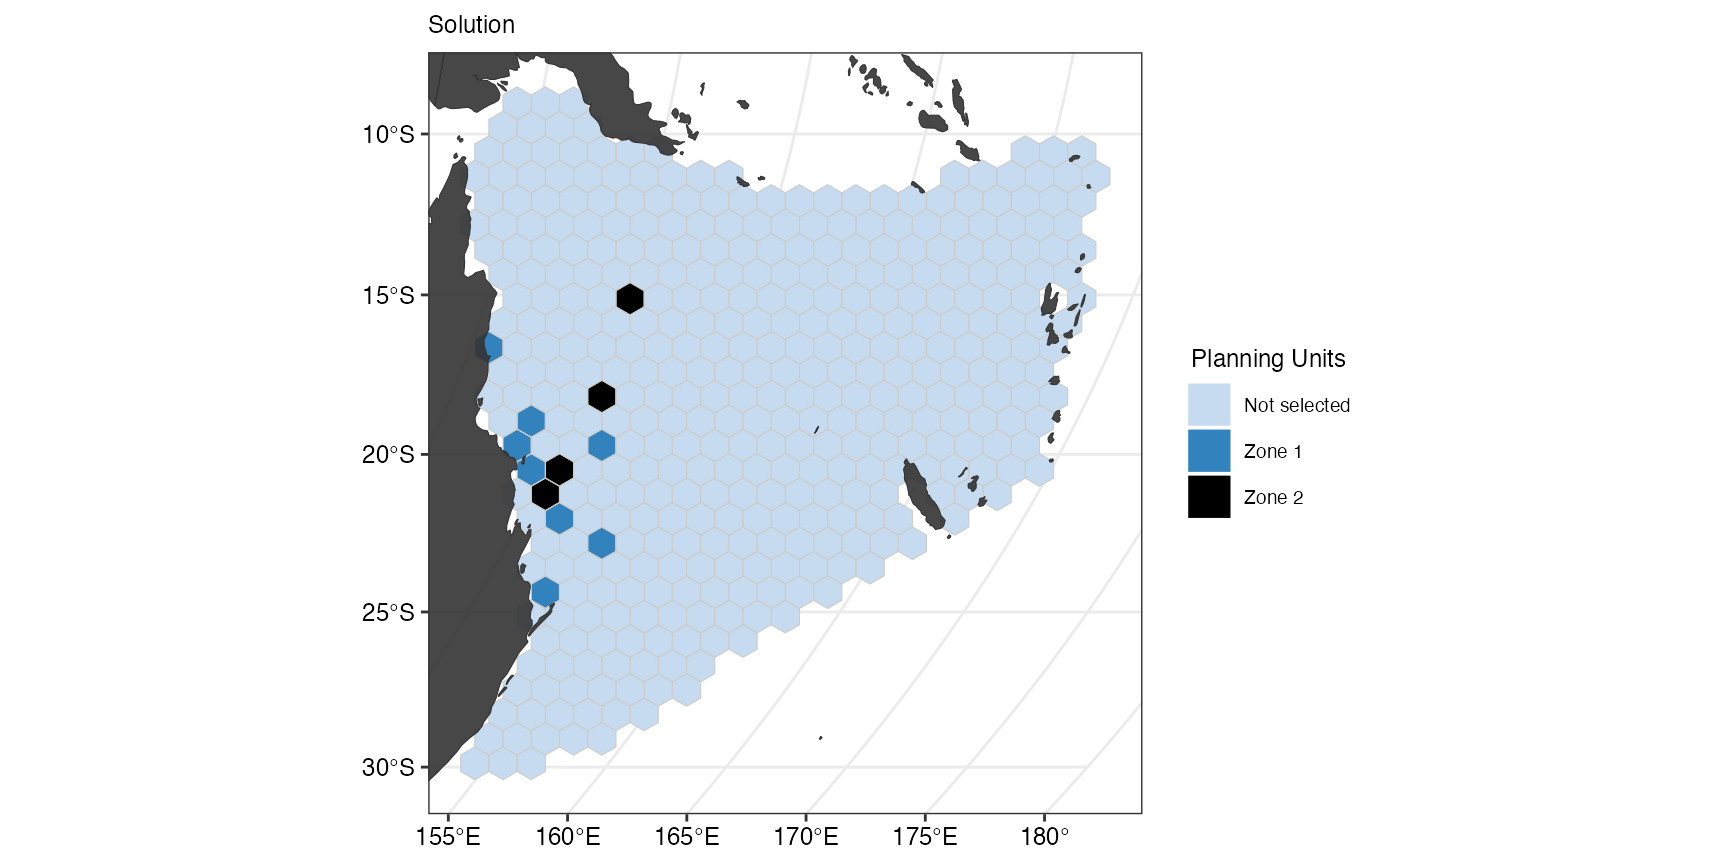 Solution
10°S
15°S
20°S
25°S
30°S
155°E 160°E 165°E 170°E 175°E 180°
Planning Units
Not selected
Zone 1
Zone 2